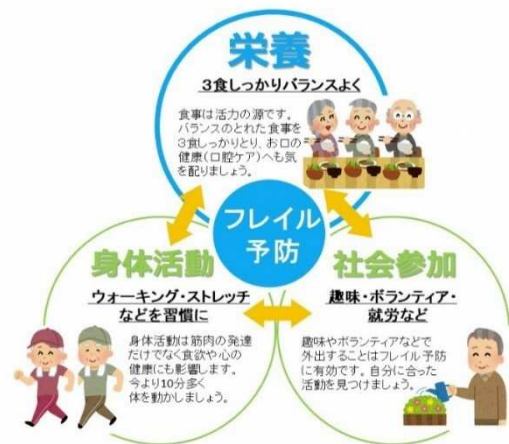 栄養
3食しっかりバランスよく
食事は活力の源です。
バランスのとれた食事を
3食しっかりとり、お口の
健康(口腔ケア)へも気
を配りましょう。
フレイル
予防
身体活動
ウォーキング・ストレッチ
などを習慣に
身体活動は筋肉の発達
だけでなく食欲や心の
健康にも影響します。
今より10分多く
体を動かしましょう。
社会参加
趣味・ボランティア・
就労など
趣味やボランティアなどで
外出することはフレイル予防
に有効です。自分に合った
活動を見つけましょう。